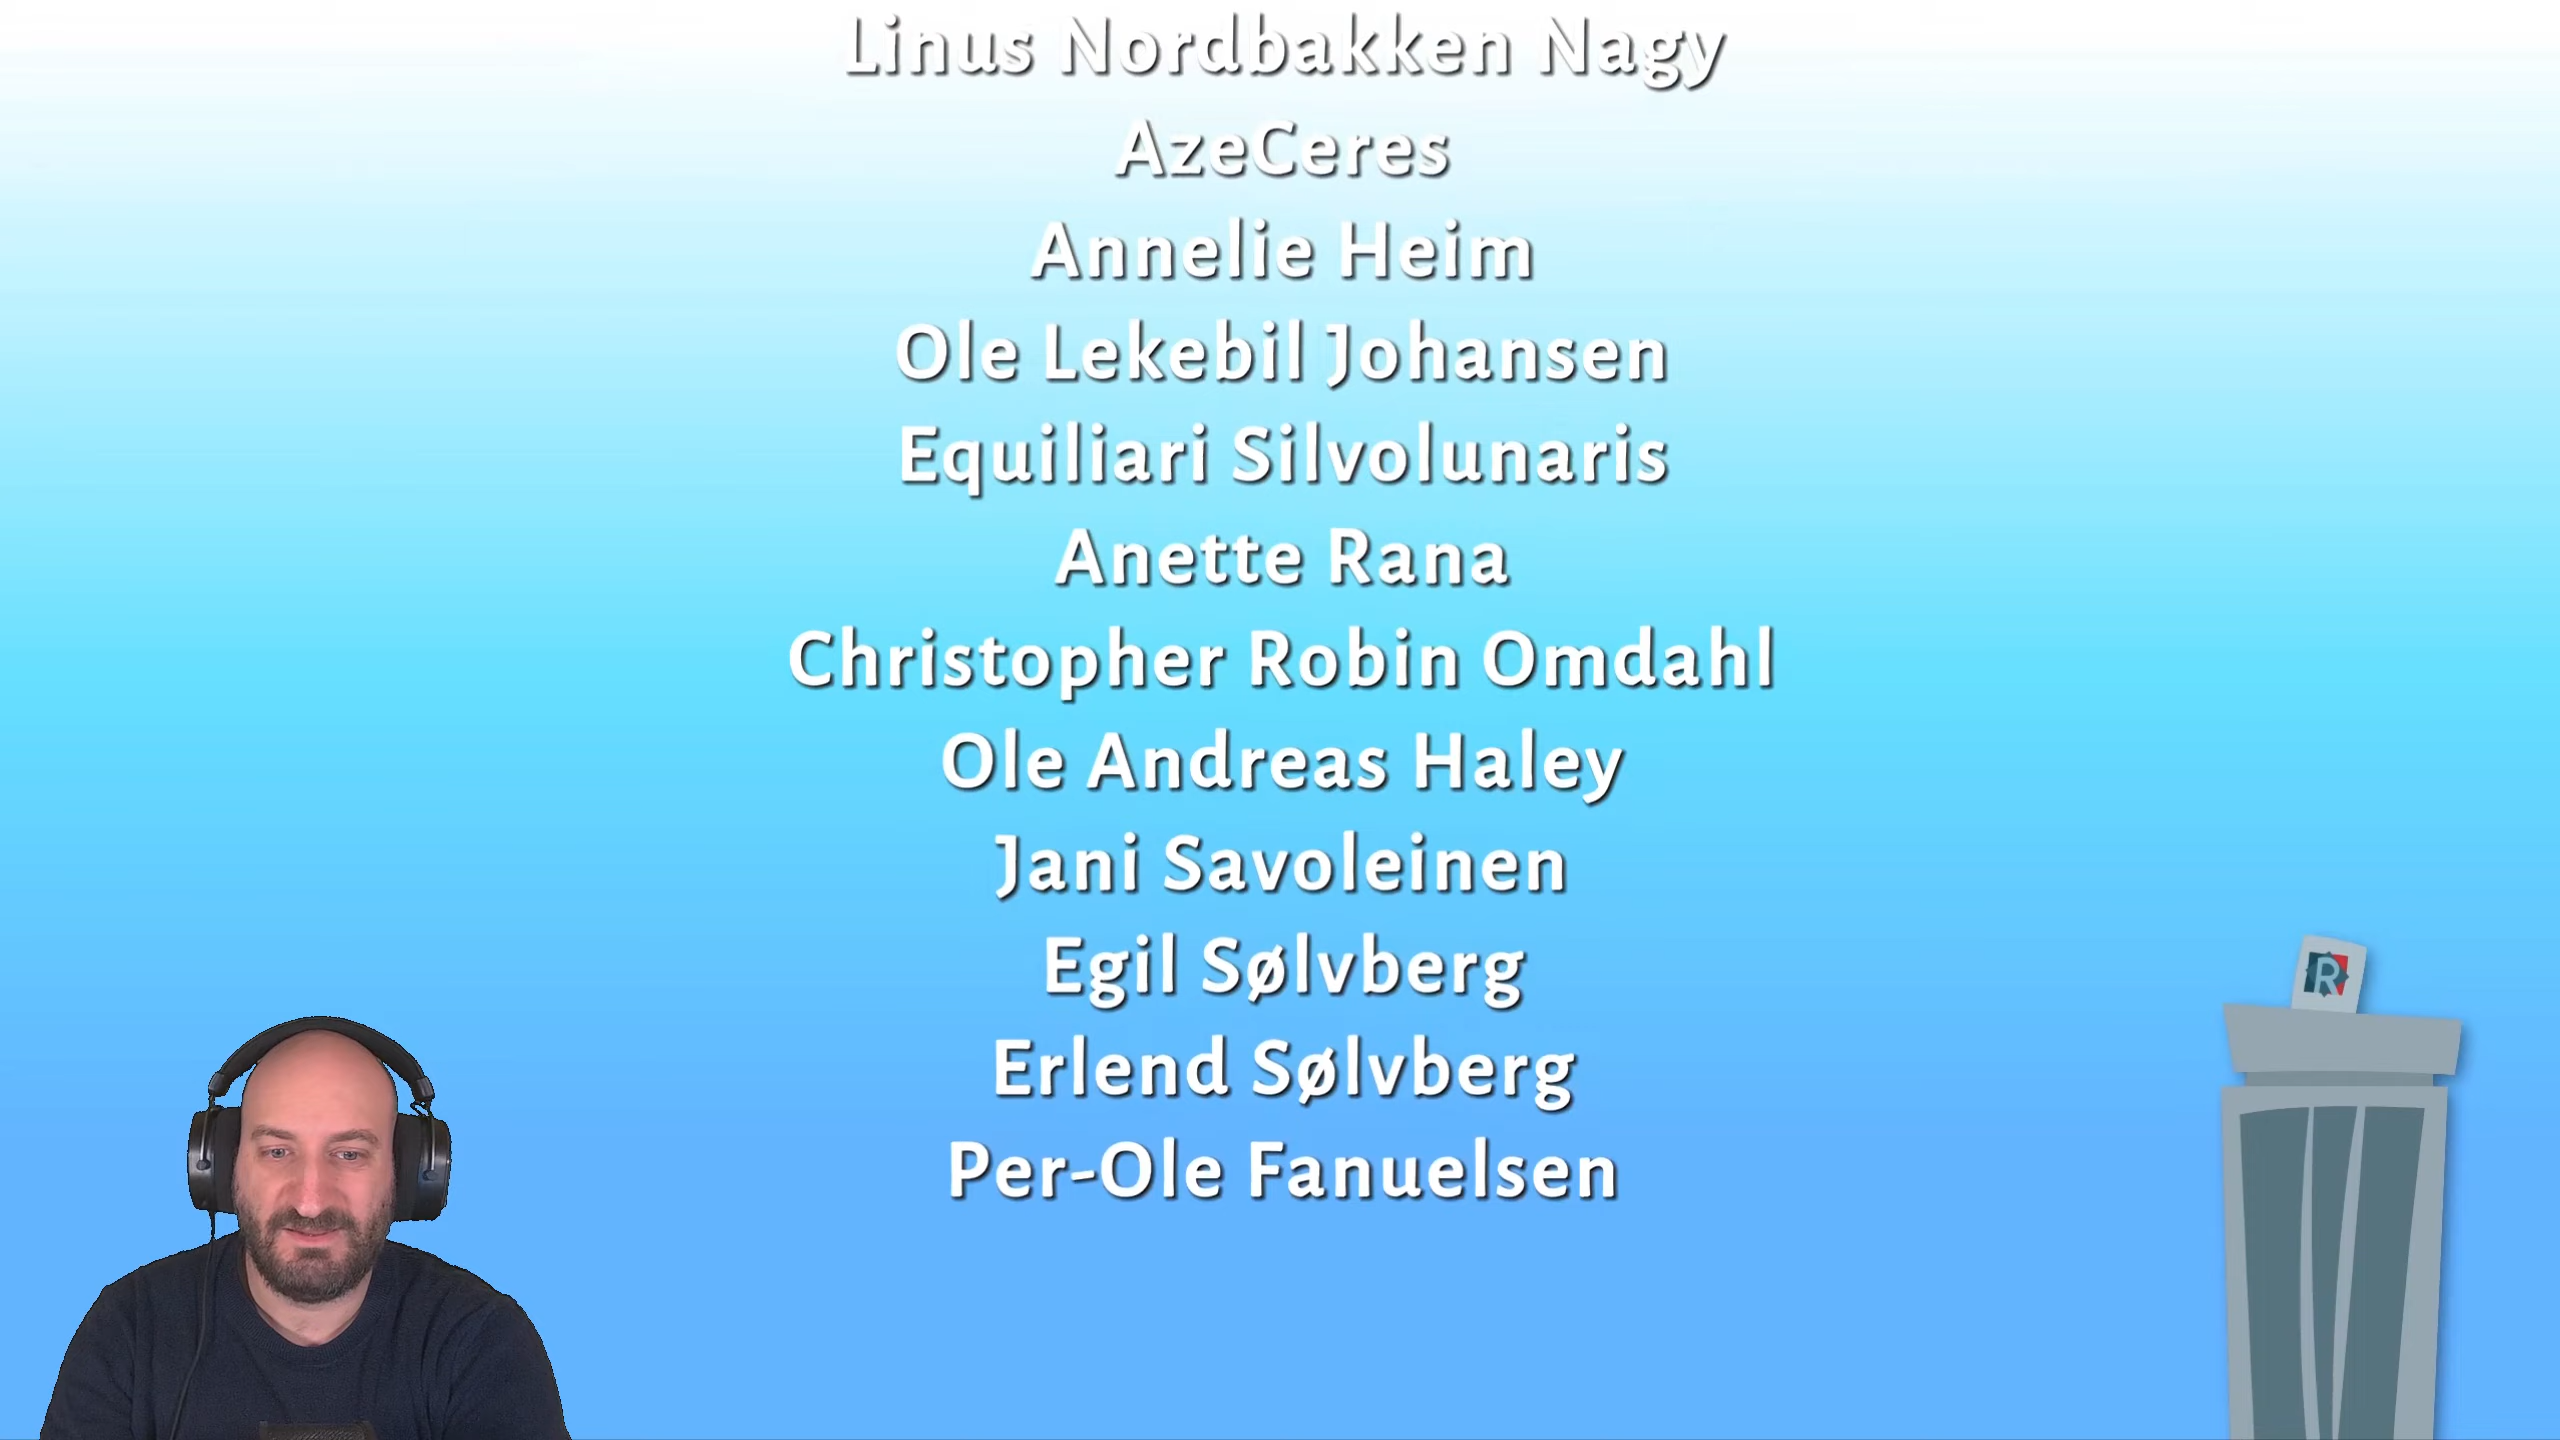 Linus Nordbakken Nagy
AzeCeres
Annelie Heim
Ole Lekebil Johansen
Equiliari Silvolunaris
Anette Rana
Christopher Robin Omdahl
Ole Andreas Haley
Jani Savoleinen
Egil Sølvberg
R
Erlend Sølvberg
Per-Ole Fanuelsen